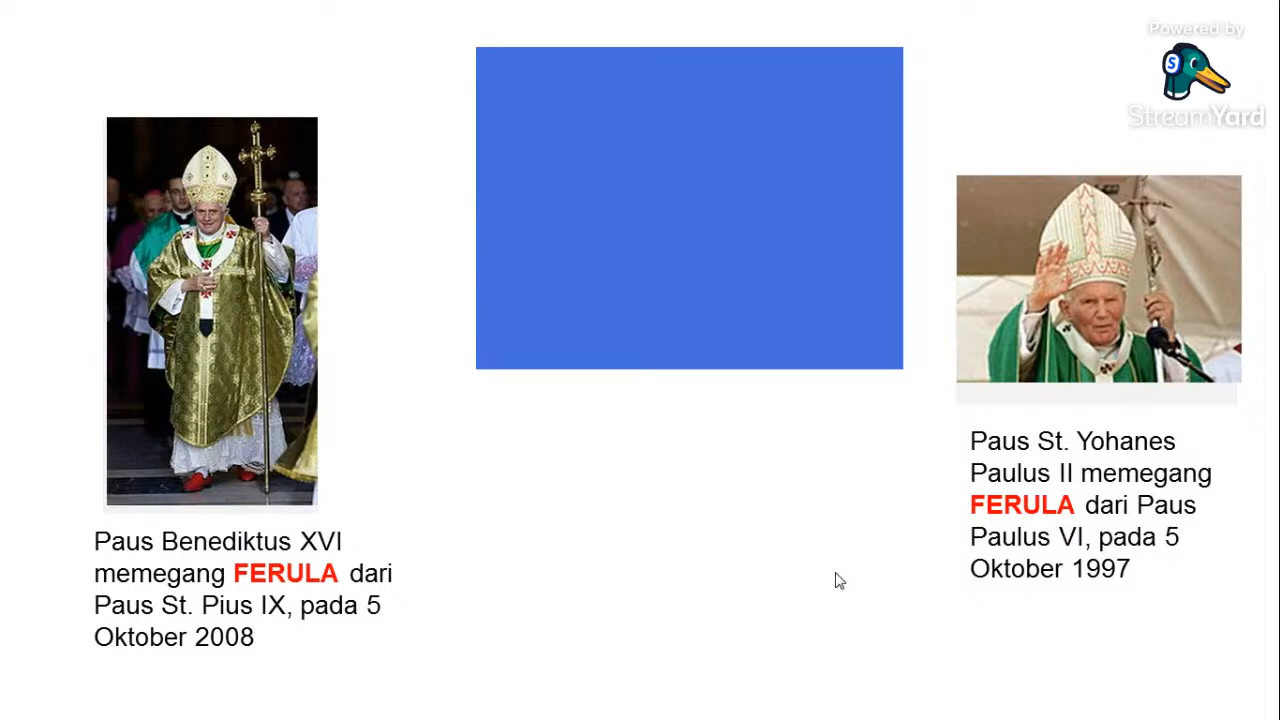 Powered by
S
StreamYard
Paus Benediktus XVI
memegang FERULA dari
Paus St. Pius IX, pada 5
Oktober 2008
Paus St. Yohanes
Paulus II memegang
FERULA dari Paus
Paulus VI, pada 5
Oktober 1997